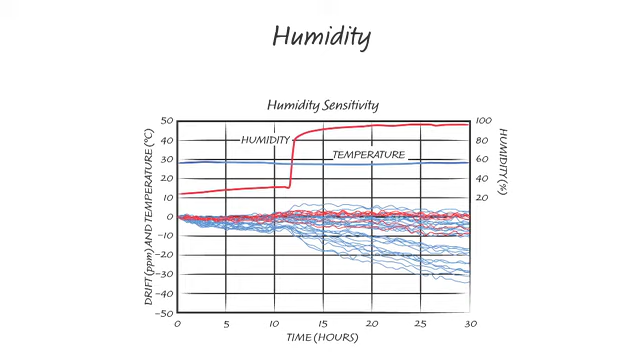 Humidity
Humidity Sensitivity
50
40
30
20
10
0
-10
-20
-30
-40
-50
DRIFT (ppm) AND TEMPERATURE (°C)
HUMIDITY
TEMPERATURE
100
80
60
40
20
HUMIDITY (%)
0 5 10 15 20 25 30
TIME (HOURS)